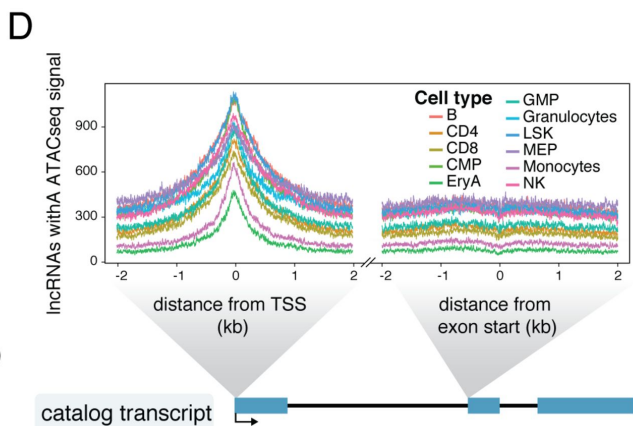 D
lncRNAs withA ATACseq signal
900
600
300
0
Cell type
B
CD4
CD8
CMP
EryA
GMP
Granulocytes
LSK
MEP
Monocytes
NK
-2 -1 0 1 2
-2 -1 0 1 2
distance from TSS
(kb)
distance from
exon start (kb)
catalog transcript